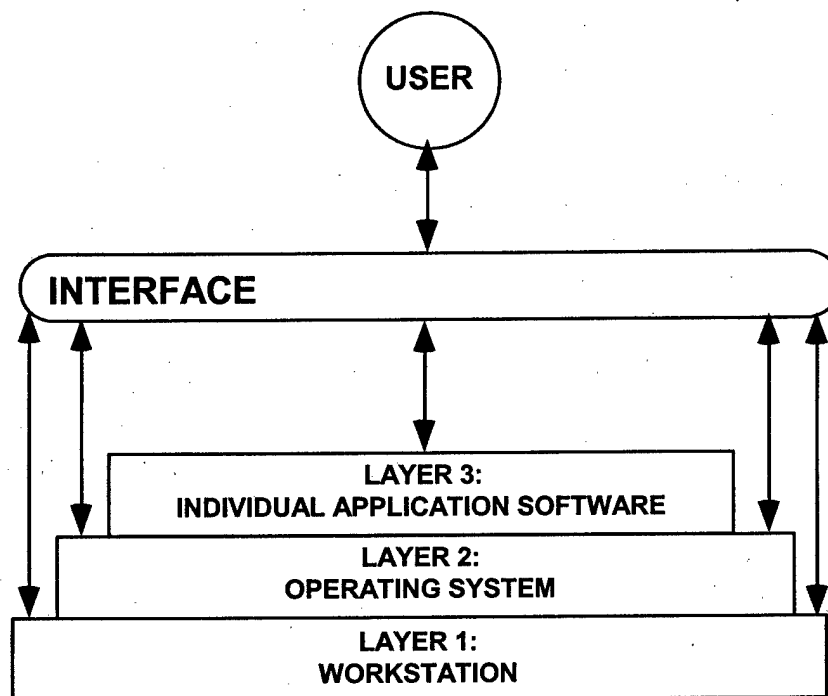 USER
INTERFACE
LAYER 3:
INDIVIDUAL APPLICATION SOFTWARE
LAYER 2:
OPERATING SYSTEM
LAYER 1:
WORKSTATION